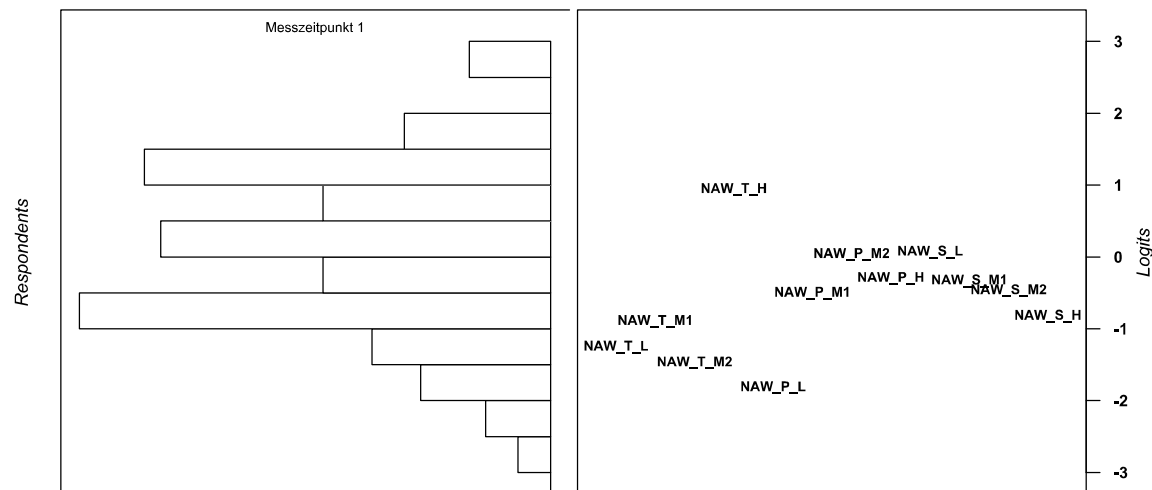 Messzeitpunkt 1
Respondents
NAW_T_H
NAW_P_M2
NAW_S_L
NAW_P_H
NAW_S_M1
NAW_P_M1
NAW_S_M2
NAW_T_M1
NAW_S_H
NAW_T_L
NAW_T_M2
NAW_P_L
3
2
1
0
-1
-2
-3
Logits